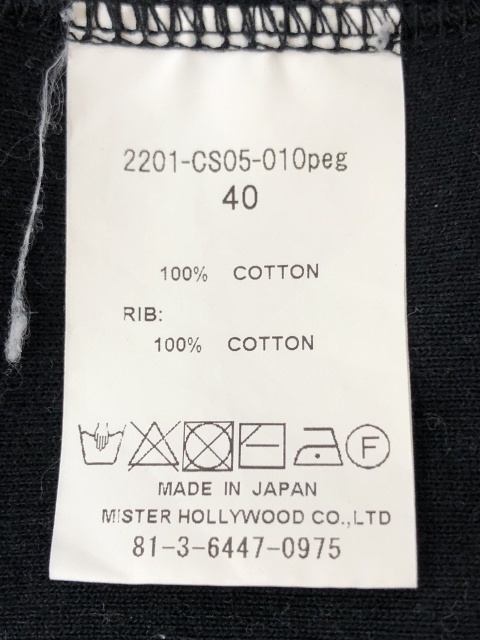 2201-CS05-010peg
40
100% COTTON
RIB:
100% COTTON
F
MADE IN JAPAN
MISTER HOLLYWOOD CO.,LTD
81-3-6447-0975